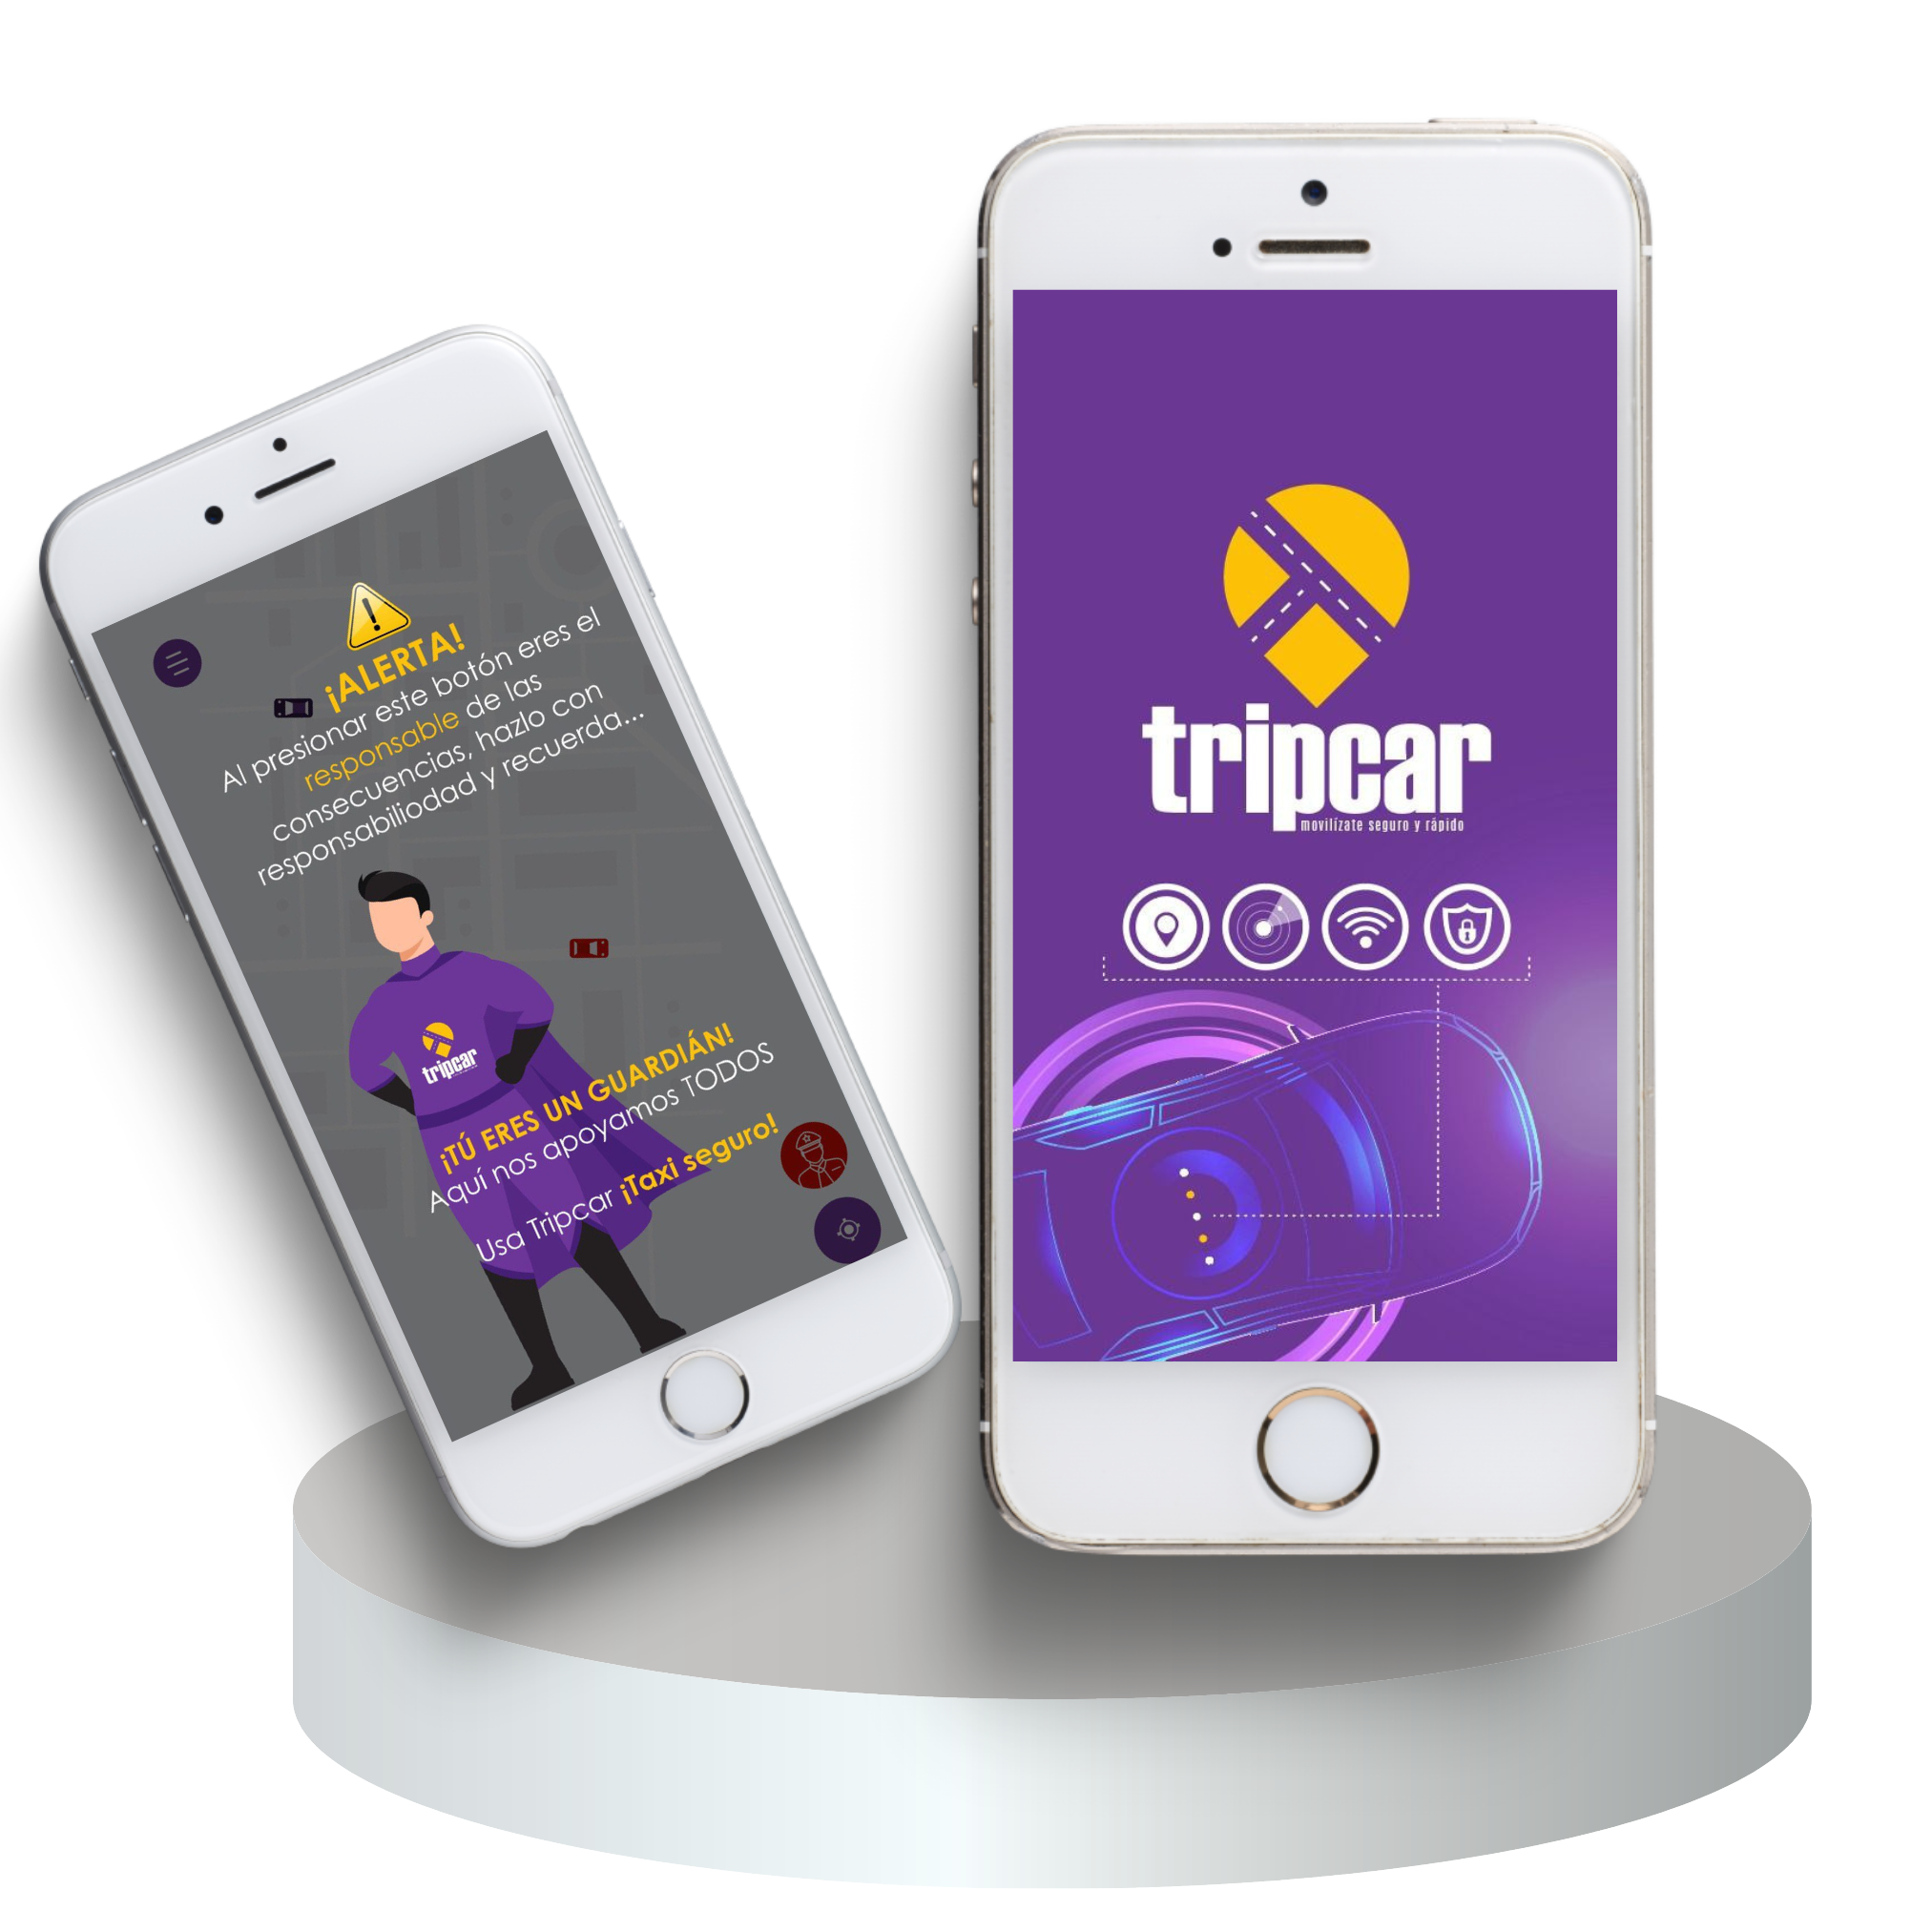 ¡ALERTA!
Al presionar este botón eres el
responsable de las
consecuencias, hazlo con
responsabiliodad y recuerda...
tripcar
¡TÚ ERES UN GUARDIÁN!
Aquí nos apoyamos TODOS
Usa Tripcar ¡Taxi seguro!
tripcar
movilízate seguro y rápido